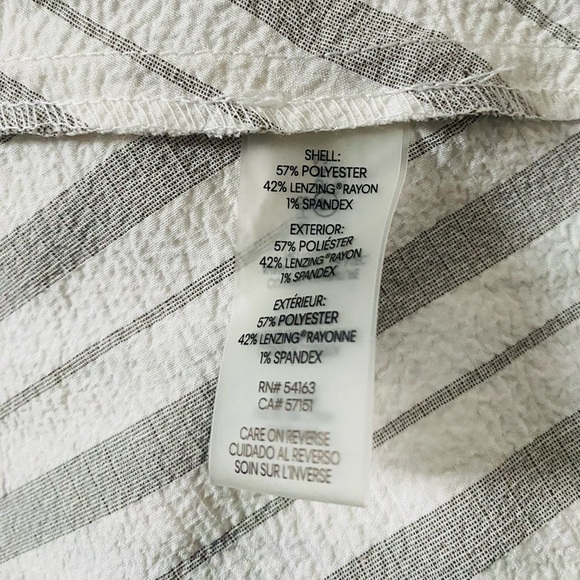 SHELL:
57% POLYESTER
42% LENZING® RAYON
1% SPANDEX
EXTERIOR:
57% POLIÉSTER
42% LENZING® RAYON
1% SPANDEX
EXTÉRIEUR:
57% POLYESTER
42% LENZING® RAYONNE
1% SPANDEX
RN# 54163
CA# 57151
CARE ON REVERSE
CUIDADO AL REVERSO
SOIN SUR L'INVERSE